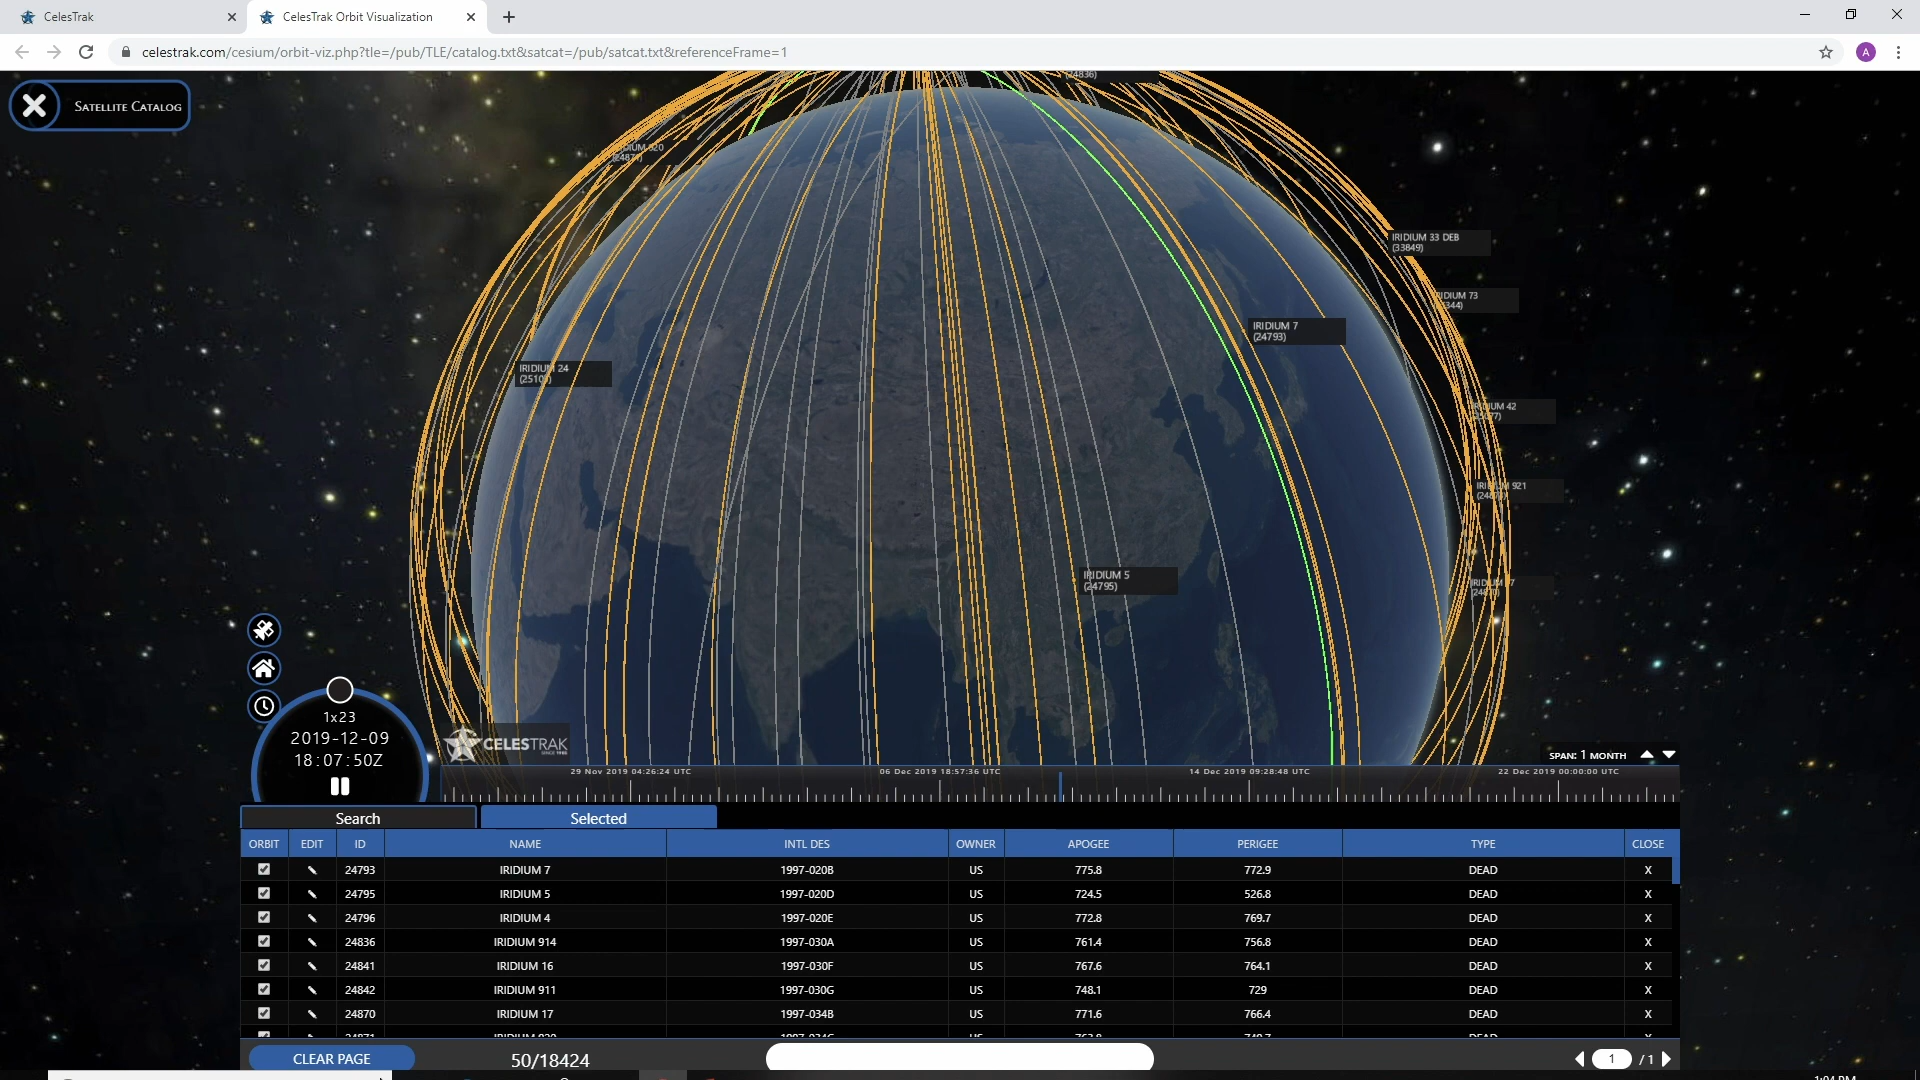 CelesTrak
CelesTrak Orbit Visualization
celestrak.com/cesium/orbit-viz.php?tle=/pub/TLE/catalog.txt&satcat=/pub/satcat.txt&referenceFrame=1
A
SATELLITE CATALOG
(24836)
IRIDIUM 33 DEB
(33849)
IRIDIUM 7
(24793)
IRIDIUM 24
IRIDIUM 5
(24795)
1x23
2019-12-09
18:07:50Z
CELESTRAK
SPAN: 1 MONTH
29 Nov 2019 04:26:24 UTC 06 Dec 2019 18:57:36 UTC 14 Dec 2019 09:28:48 UTC 22 Dec 2019 00:00:00 UTC
Search Selected
ORBIT EDIT ID NAME INTL DES OWNER APOGEE PERIGEE TYPE CLOSE
24793 IRIDIUM 7 1997-020B US 775.8 772.9 DEAD X
24795 IRIDIUM 5 1997-020D US 724.5 526.8 DEAD X
24796 IRIDIUM 4 1997-020E US 772.8 769.7 DEAD X
24836 IRIDIUM 914 1997-030A US 761.4 756.8 DEAD X
24841 IRIDIUM 16 1997-030F US 767.6 764.1 DEAD X
24842 IRIDIUM 911 1997-030G US 748.1 729 DEAD X
24870 IRIDIUM 17 1997-034B US 771.6 766.4 DEAD X
CLEAR PAGE 50/18424 1 / 1